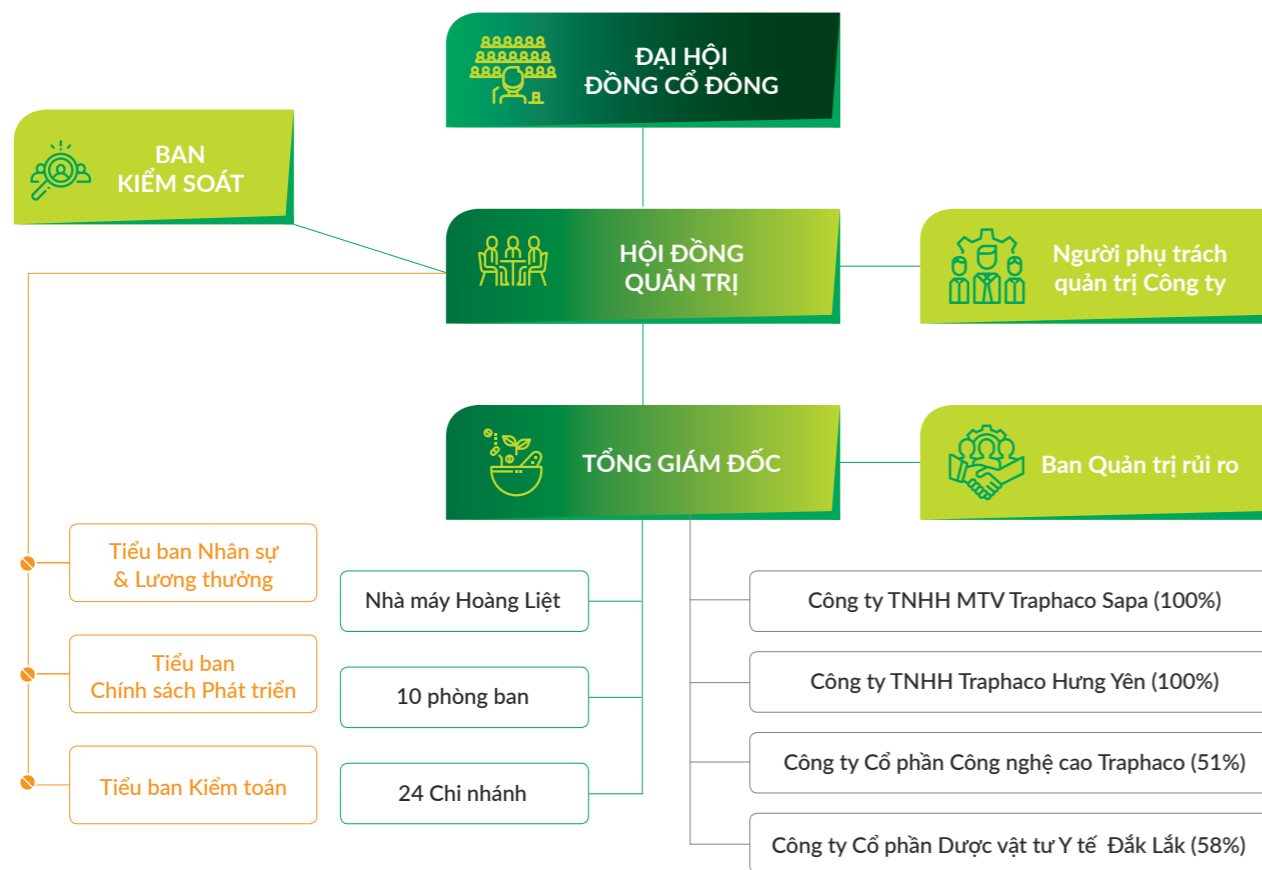 ĐẠI HỘI
ĐỒNG CỔ ĐÔNG
BAN
KIỂM SOÁT
HỘI ĐỒNG
QUẢN TRỊ
Người phụ trách
quản trị Công ty
TỔNG GIÁM ĐỐC
Ban Quản trị rủi ro
Tiểu ban Nhân sự
& Lương thưởng
Tiểu ban
Chính sách Phát triển
Tiểu ban Kiểm toán
Nhà máy Hoàng Liệt
10 phòng ban
24 Chi nhánh
Công ty TNHH MTV Traphaco Sapa (100%)
Công ty TNHH Traphaco Hưng Yên (100%)
Công ty Cổ phần Công nghệ cao Traphaco (51%)
Công ty Cổ phần Dược vật tư Y tế Đắk Lắk (58%)